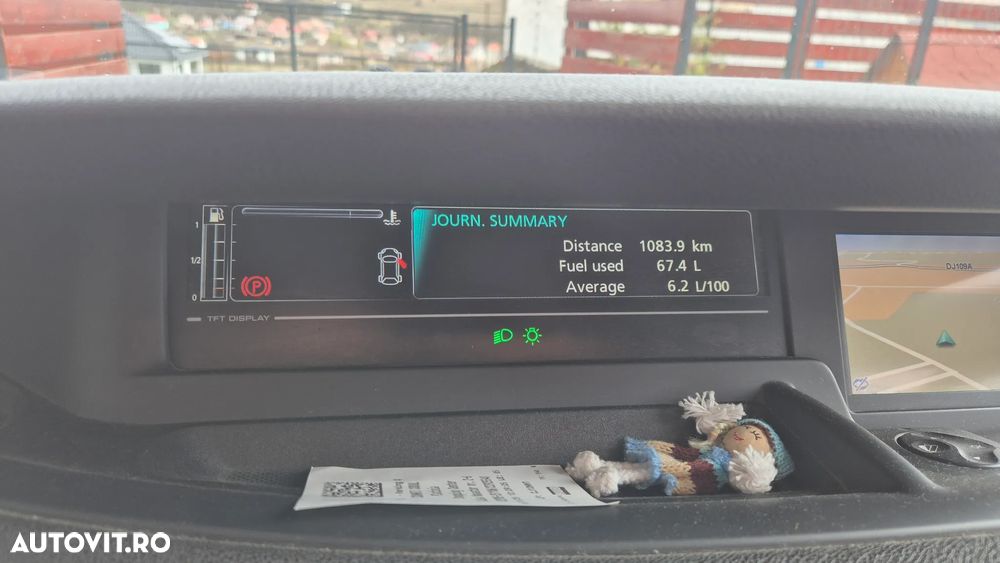 JOURN. SUMMARY
Distance 1083.9 km
Fuel used 67.4 L
Average 6.2 L/100
1
1/2
0
P
TFT DISPLAY
DJ109A
AUTOVIT.RO